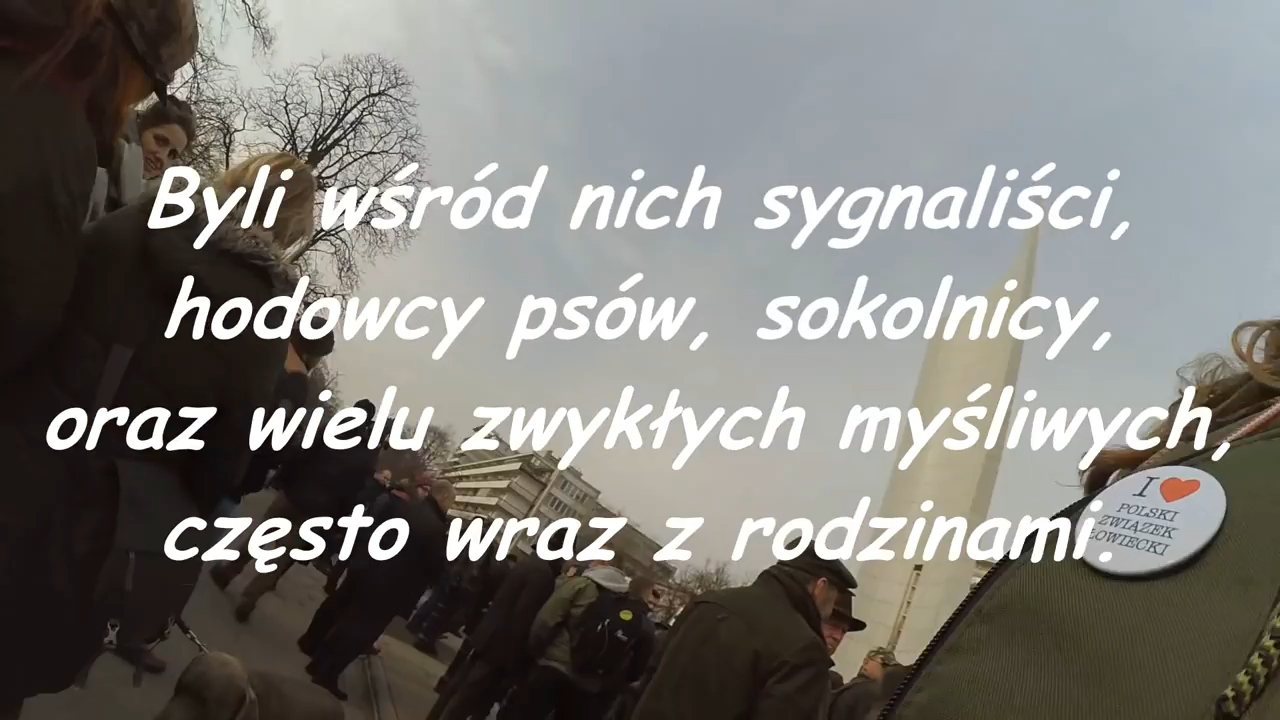 Byli wśród nich sygnaliści,
hodowcy psów, sokolnicy,
oraz wielu zwykłych myśliwych,
często wraz z rodzinami.
I ❤
POLSKI
ZWIĄZEK
ŁOWIECKI